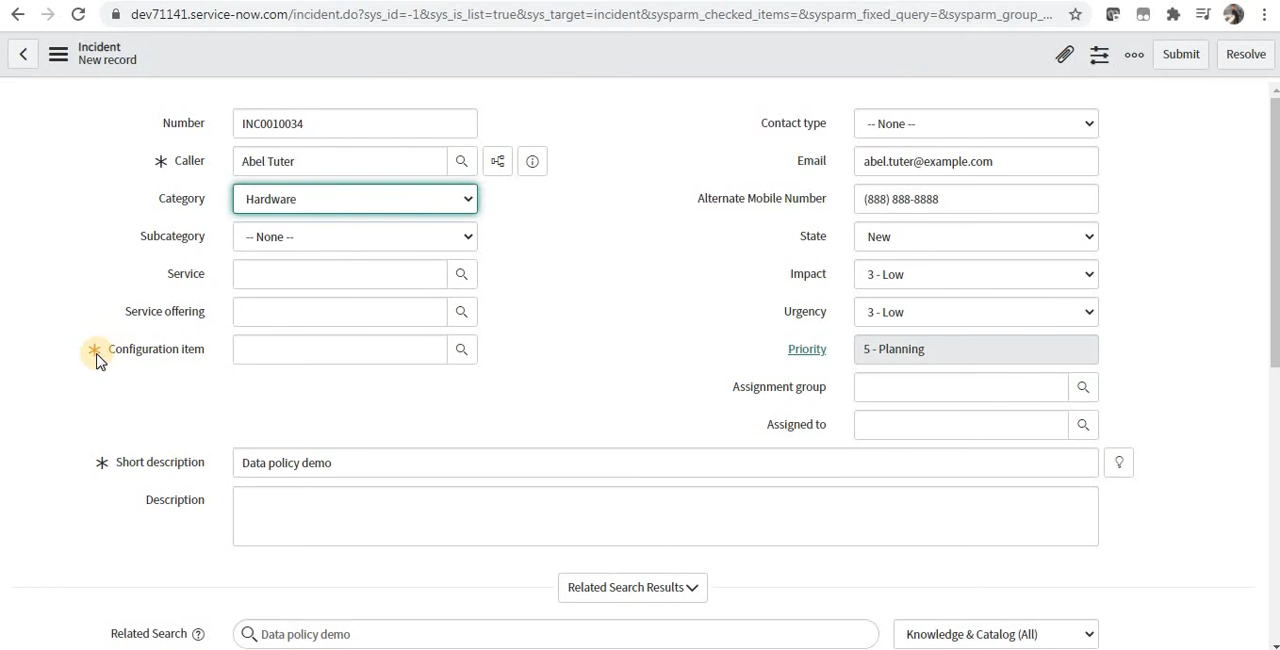 dev71141.service-now.com/incident.do?sys_id=-1&sys_is_list=true&sys_target=incident&sysparm_checked_items=&sysparm_fixed_query=&sysparm_group_...
Incident
New record
Submit
Resolve
Number
INC0010034
Contact type
-- None --
* Caller
Abel Tuter
Email
abel.tuter@example.com
Category
Hardware
Alternate Mobile Number
(888) 888-8888
Subcategory
-- None --
State
New
Service
Impact
3 - Low
Service offering
Urgency
3 - Low
* Configuration item
Priority
5 - Planning
Assignment group
Assigned to
* Short description
Data policy demo
Description
Related Search Results
Related Search
Data policy demo
Knowledge & Catalog (All)